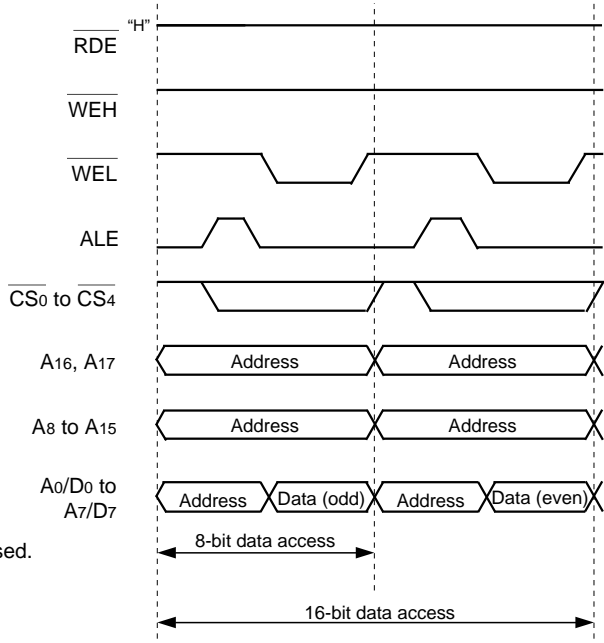 “H”
RDE
WEH
WEL
ALE
CS0 to CS4
A16, A17
Address
Address
A8 to A15
Address
Address
A0/D0 to
A7/D7
Address
Data (odd)
Address
Data (even)
8-bit data access
16-bit data access